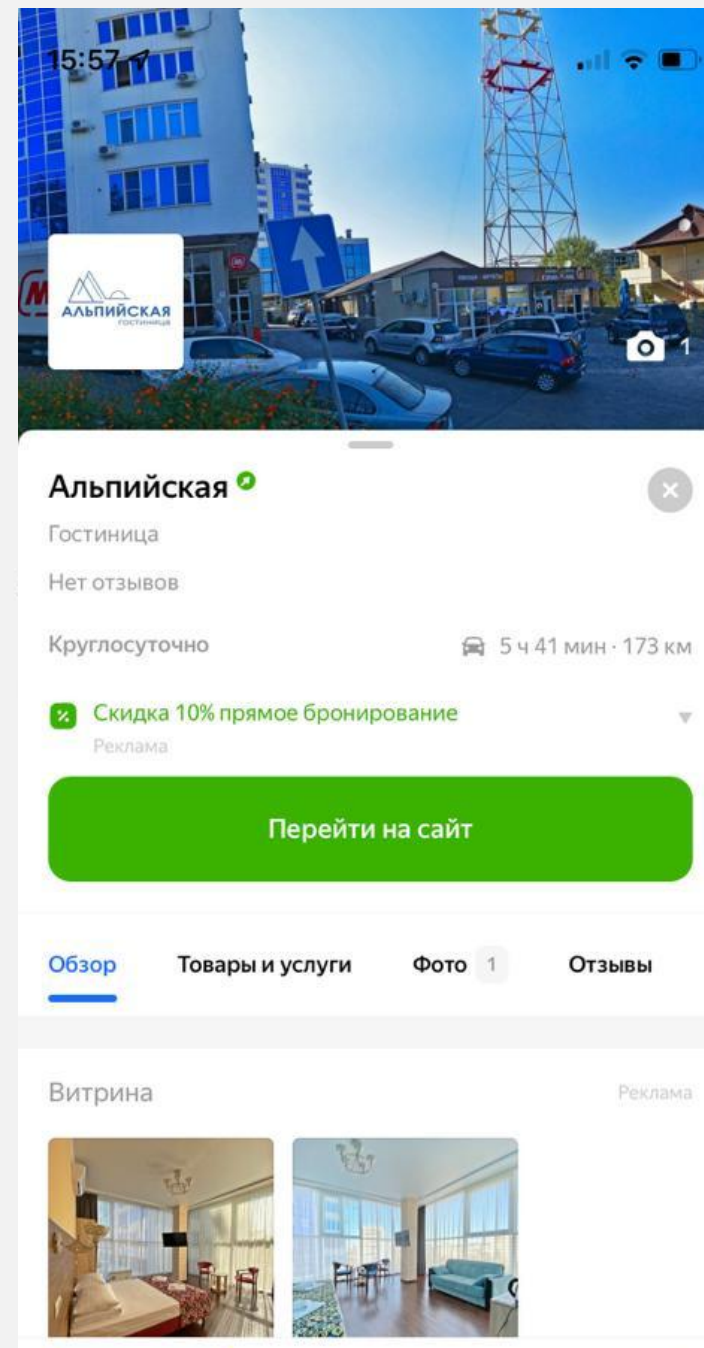 15:57
АЛЬПИЙСКАЯ
ГОСТИНИЦА
1
Альпийская
Гостиница
Нет отзывов
Круглосуточно
5 ч 41 мин · 173 км
Скидка 10% прямое бронирование
Реклама
Перейти на сайт
Обзор Товары и услуги Фото 1 Отзывы
Витрина
Реклама